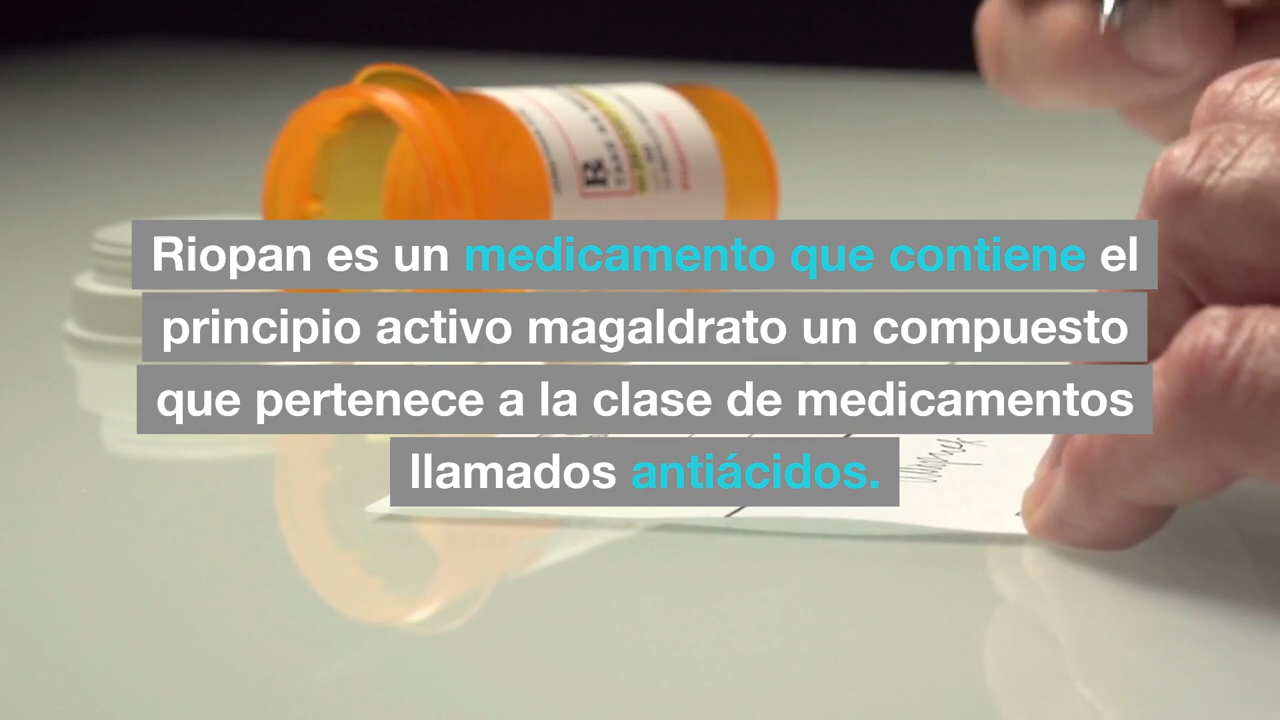 Riopan es un medicamento que contiene el
principio activo magaldrato un compuesto
que pertenece a la clase de medicamentos
llamados antiácidos.